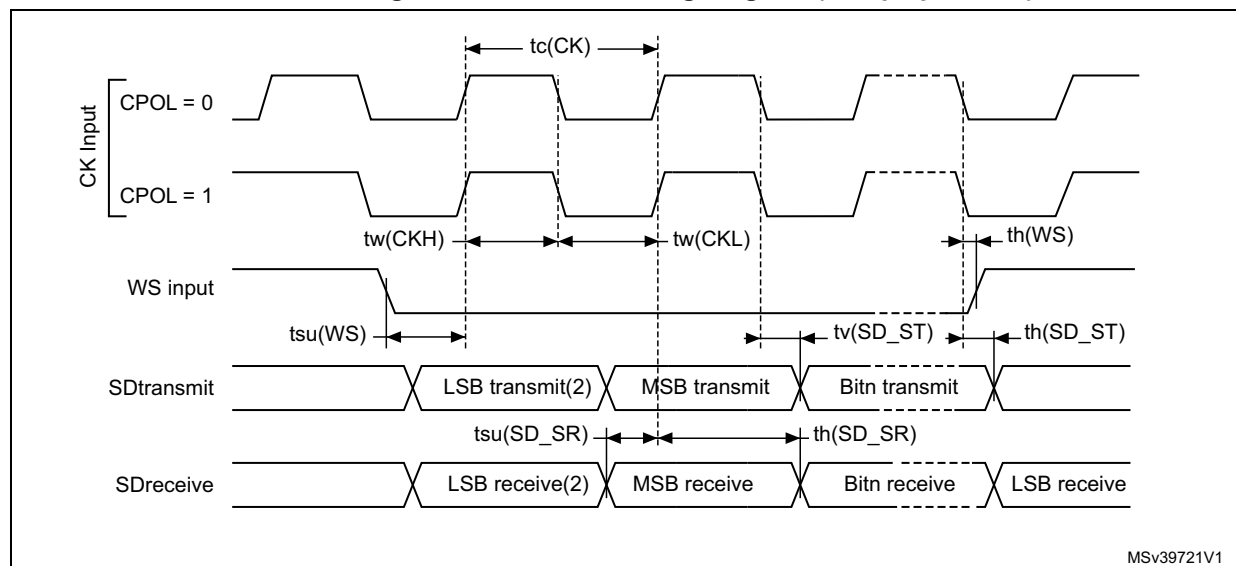 tc(CK)
CK Input
CPOL = 0
CPOL = 1
tw(CKH)
tw(CKL)
th(WS)
WS input
tsu(WS)
tv(SD_ST)
th(SD_ST)
SDtransmit
LSB transmit(2)
MSB transmit
Bitn transmit
tsu(SD_SR)
th(SD_SR)
SDreceive
LSB receive(2)
MSB receive
Bitn receive
LSB receive
MSv39721V1